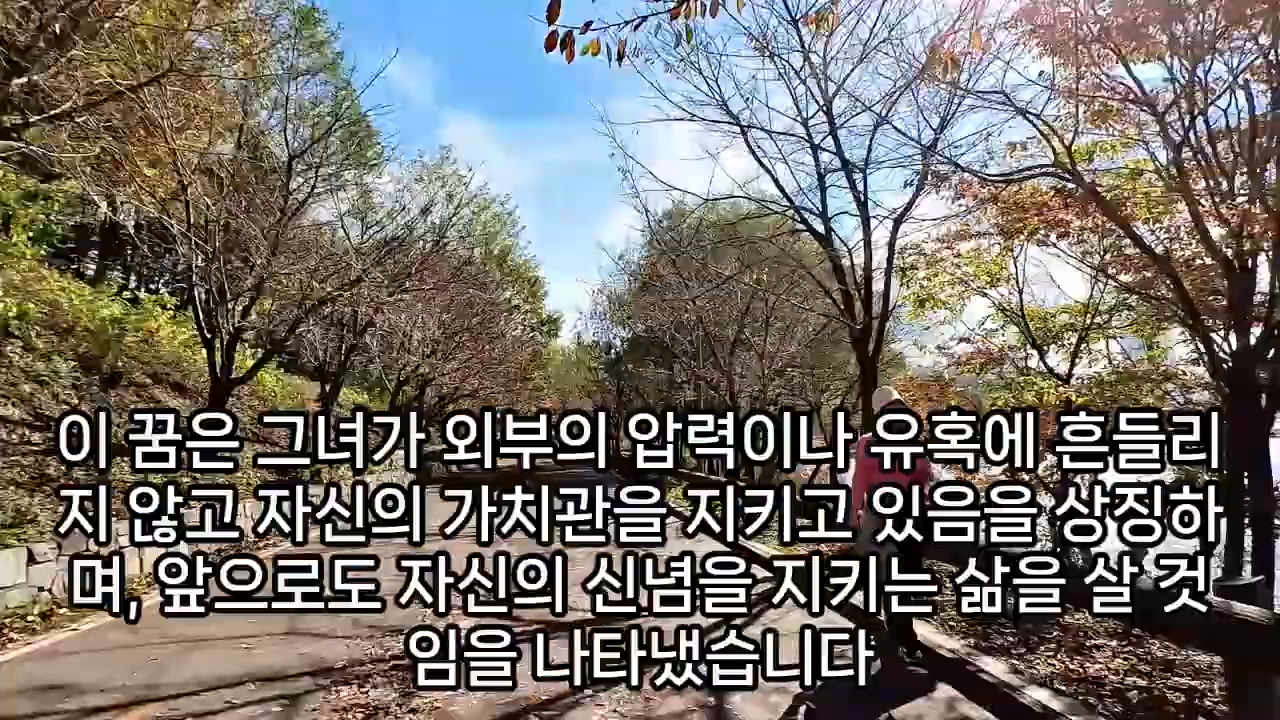 이 꿈은 그녀가 외부의 압력이나 유혹에 흔들리
지 않고 자신의 가치관을 지키고 있음을 상징하
며, 앞으로도 자신의 신념을 지키는 삶을 살 것
임을 나타냈습니다